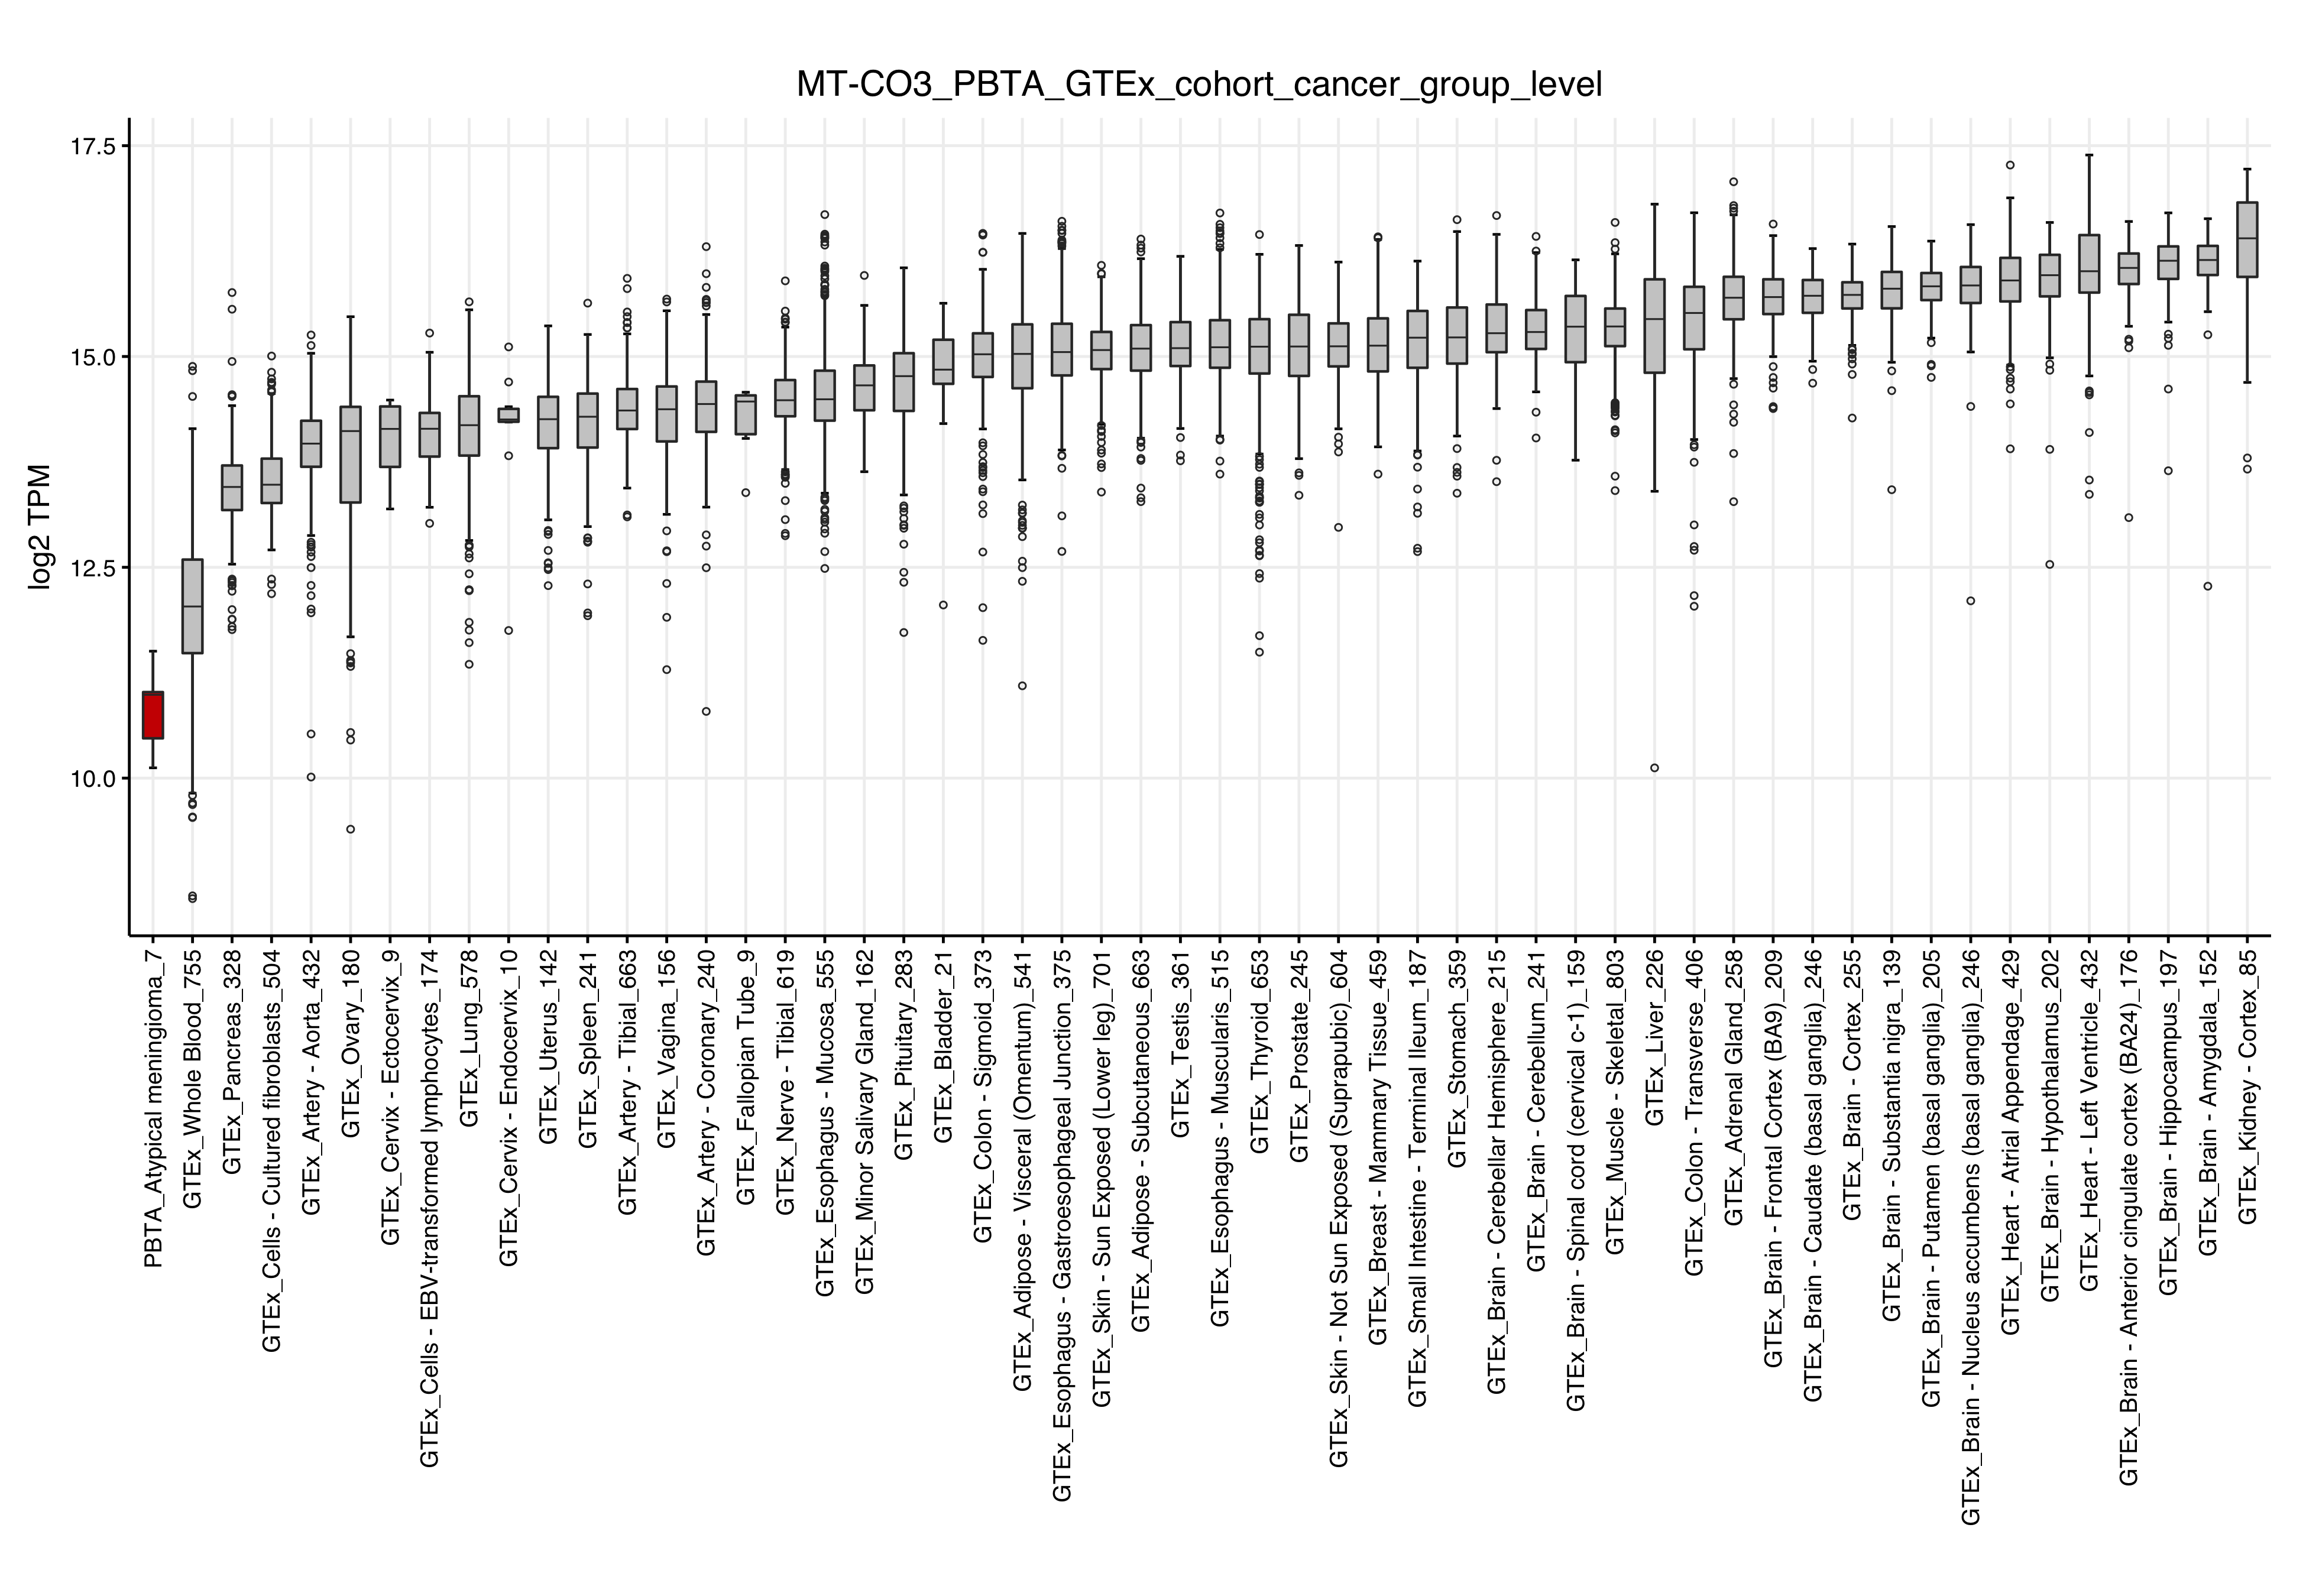 MT-CO3_PBTA_GTEx_cohort_cancer_group_level
log2 TPM
17.5
15.0
12.5
10.0
PBTA_Atypical meningioma_7
GTEx_Whole Blood_755
GTEx_Pancreas_328
GTEx_Cells - Cultured fibroblasts_504
GTEx_Artery - Aorta_432
GTEx_Ovary_180
GTEx_Cervix - Ectocervix_9
GTEx_Cells - EBV-transformed lymphocytes_174
GTEx_Lung_578
GTEx_Cervix - Endocervix_10
GTEx_Uterus_142
GTEx_Spleen_241
GTEx_Artery - Tibial_663
GTEx_Vagina_156
GTEx_Artery - Coronary_240
GTEx_Fallopian Tube_9
GTEx_Nerve - Tibial_619
GTEx_Esophagus - Mucosa_555
GTEx_Minor Salivary Gland_162
GTEx_Pituitary_283
GTEx_Bladder_21
GTEx_Colon - Sigmoid_373
GTEx_Adipose - Visceral (Omentum)_541
GTEx_Esophagus - Gastroesophageal Junction_375
GTEx_Skin - Sun Exposed (Lower leg)_701
GTEx_Adipose - Subcutaneous_663
GTEx_Testis_361
GTEx_Esophagus - Muscularis_515
GTEx_Thyroid_653
GTEx_Prostate_245
GTEx_Skin - Not Sun Exposed (Suprapubic)_604
GTEx_Breast - Mammary Tissue_459
GTEx_Small Intestine - Terminal Ileum_187
GTEx_Stomach_359
GTEx_Brain - Cerebellar Hemisphere_215
GTEx_Brain - Cerebellum_241
GTEx_Brain - Spinal cord (cervical c-1)_159
GTEx_Muscle - Skeletal_803
GTEx_Liver_226
GTEx_Colon - Transverse_406
GTEx_Adrenal Gland_258
GTEx_Brain - Frontal Cortex (BA9)_209
GTEx_Brain - Caudate (basal ganglia)_246
GTEx_Brain - Cortex_255
GTEx_Brain - Substantia nigra_139
GTEx_Brain - Putamen (basal ganglia)_205
GTEx_Brain - Nucleus accumbens (basal ganglia)_246
GTEx_Heart - Atrial Appendage_429
GTEx_Brain - Hypothalamus_202
GTEx_Heart - Left Ventricle_432
GTEx_Brain - Anterior cingulate cortex (BA24)_176
GTEx_Brain - Hippocampus_197
GTEx_Brain - Amygdala_152
GTEx_Kidney - Cortex_85